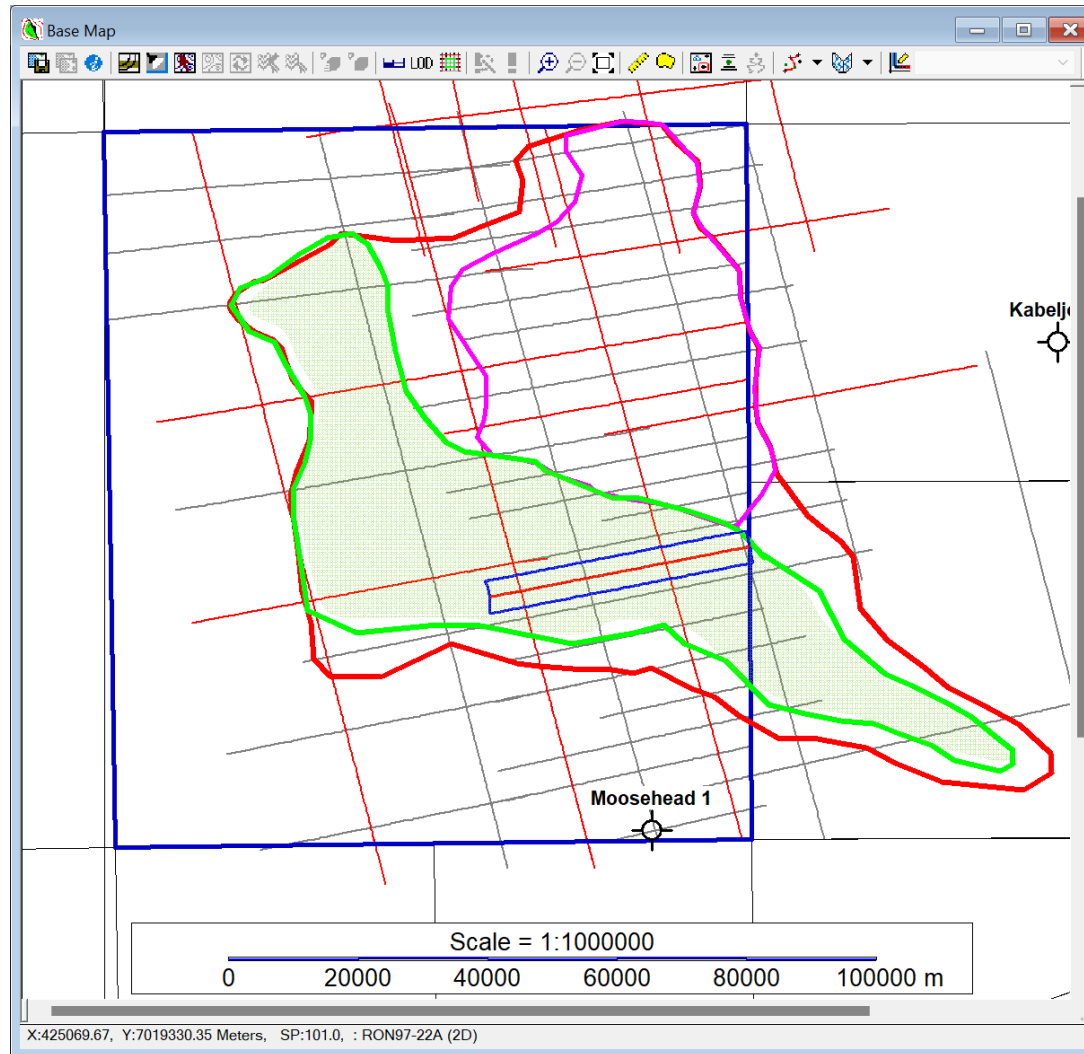 Base Map
LOD
Kabelj
Moosehead 1
Scale = 1:1000000
0 20000 40000 60000 80000 100000 m
X:425069.67, Y:7019330.35 Meters, SP:101.0, : RON97-22A (2D)